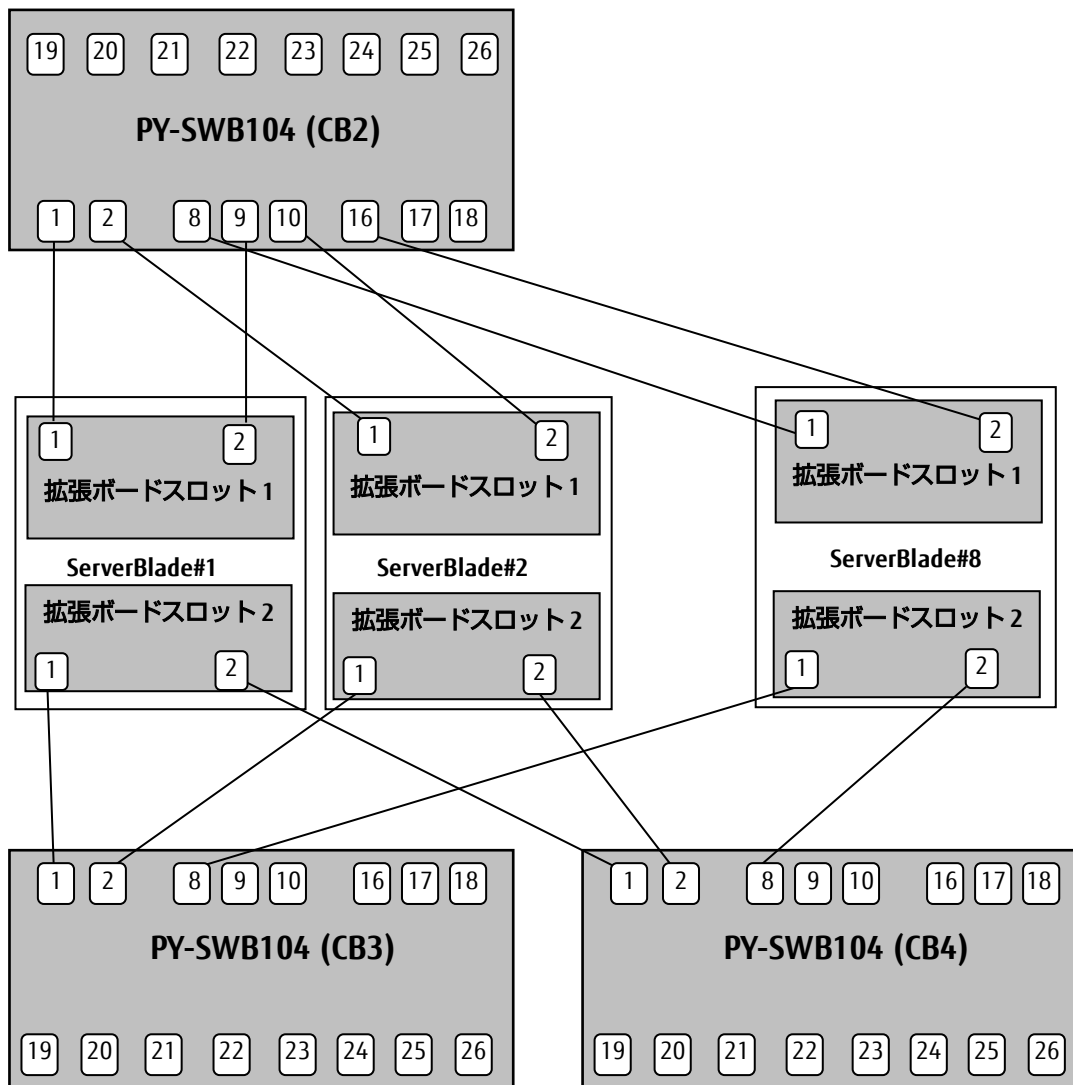 19 20 21 22 23 24 25 26
PY-SWB104 (CB2)
1 2 8 9 10 16 17 18
1 2
拡張ボードスロット 1
ServerBlade#1
拡張ボードスロット 2
1 2
1 2
拡張ボードスロット 1
ServerBlade#2
拡張ボードスロット 2
1 2
1 2
拡張ボードスロット 1
ServerBlade#8
拡張ボードスロット 2
1 2
1 2 8 9 10 16 17 18
PY-SWB104 (CB3)
19 20 21 22 23 24 25 26
1 2 8 9 10 16 17 18
PY-SWB104 (CB4)
19 20 21 22 23 24 25 26